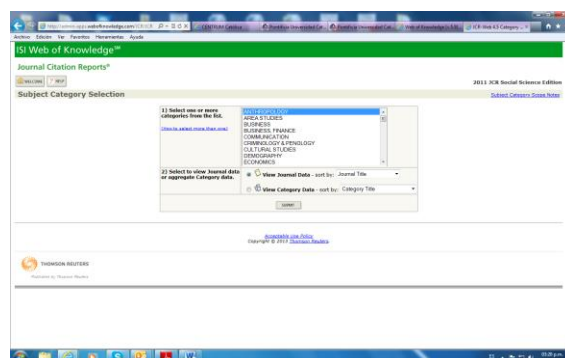 Archivo Edición Ver Favoritos Herramientas Ayuda
ISI Web of Knowledge℠
Journal Citation Reports®
WELCOME ? HELP
2011 JCR Social Science Edition
Subject Category Selection
Subject Category Scope Notes
1) Select one or more categories from the list.
(How to select more than one)
ANTHROPOLOGY
AREA STUDIES
BUSINESS
BUSINESS, FINANCE
COMMUNICATION
CRIMINOLOGY & PENOLOGY
CULTURAL STUDIES
DEMOGRAPHY
ECONOMICS
2) Select to view Journal data or aggregate Category data.
View Journal Data - sort by: Journal Title
View Category Data - sort by: Category Title
SUBMIT
Acceptable Use Policy
Copyright © 2013 Thomson Reuters.
THOMSON REUTERS
Published by Thomson Reuters